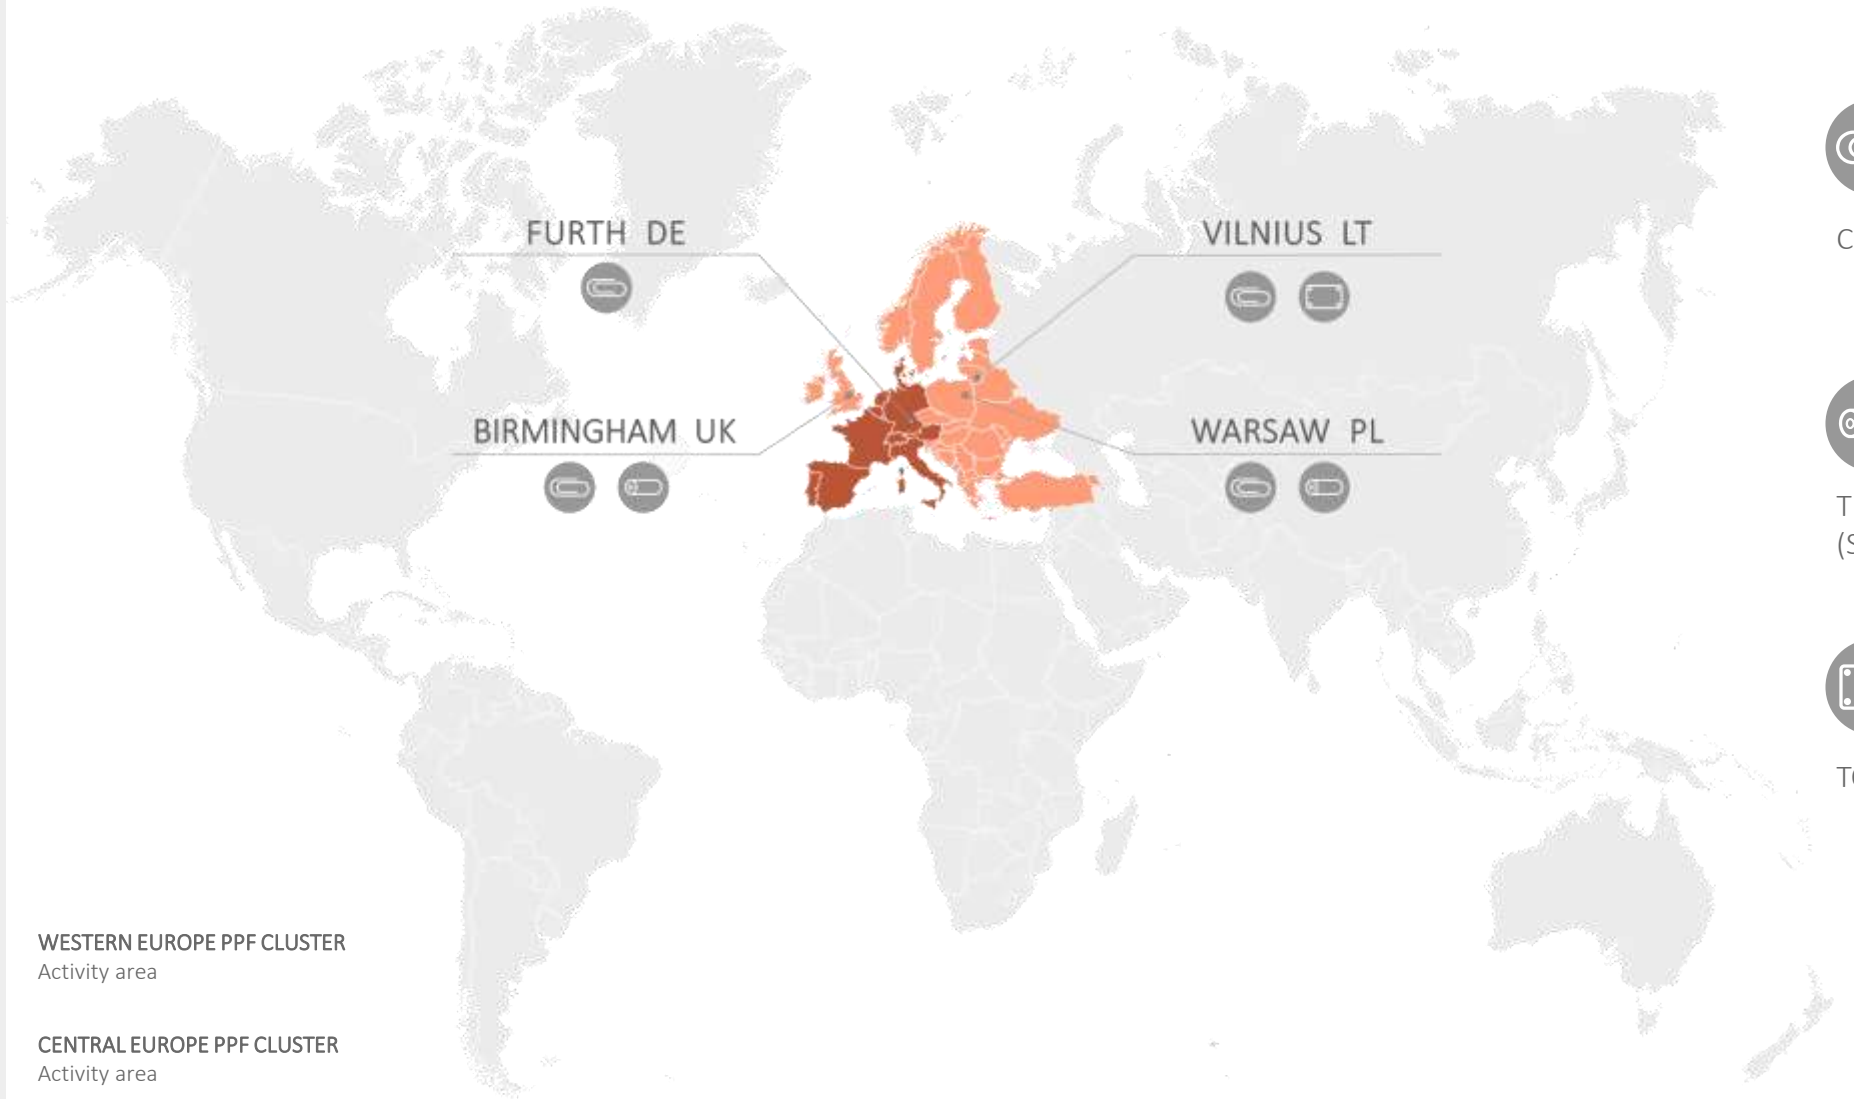 FURTH DE
VILNIUS LT
BIRMINGHAM UK
WARSAW PL
C
T
(S
WESTERN EUROPE PPF CLUSTER
Activity area
CENTRAL EUROPE PPF CLUSTER
Activity area